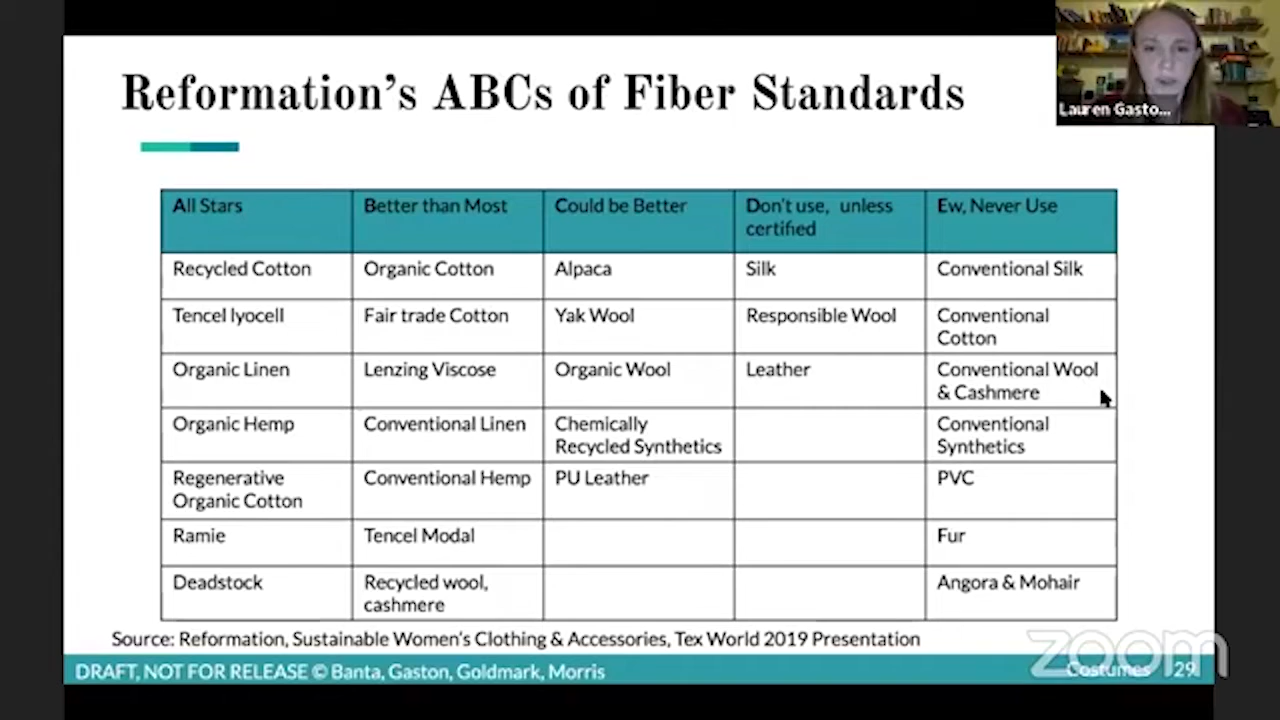 Reformation's ABCs of Fiber Standards
Lauren Gasto...
All Stars
Better than Most
Could be Better
Don't use, unless
certified
Ew, Never Use
Recycled Cotton
Organic Cotton
Alpaca
Silk
Conventional Silk
Tencel lyocell
Fair trade Cotton
Yak Wool
Responsible Wool
Conventional
Cotton
Organic Linen
Lenzing Viscose
Organic Wool
Leather
Conventional Wool
& Cashmere
Organic Hemp
Conventional Linen
Chemically
Recycled Synthetics
Conventional
Synthetics
Regenerative
Organic Cotton
Conventional Hemp
PU Leather
PVC
Ramie
Tencel Modal
Fur
Deadstock
Recycled wool,
cashmere
Angora & Mohair
Source: Reformation, Sustainable Women's Clothing & Accessories, Tex World 2019 Presentation
DRAFT, NOT FOR RELEASE © Banta, Gaston, Goldmark, Morris
Costumes 29
zoom